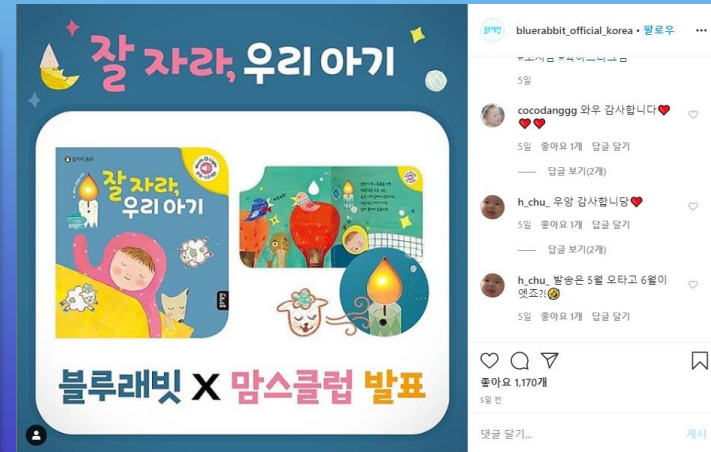 잘 자라, 우리 아기
잘 자라,
우리 아기
블루래빗 X 맘스클럽 발표
블루래빗
bluerabbit_official_korea • 팔로우
5일
cocodanggg 와우 감사합니다❤
❤❤
5일 좋아요 1개 답글 달기
답글 보기(2개)
h_chu_ 우앙 감사합니당❤
5일 좋아요 1개 답글 달기
답글 보기(2개)
h_chu_ 발송은 5월 오타고 6월이
엿죠?!🤣
5일 좋아요 1개 답글 달기
좋아요 1,170개
5일 전
댓글 달기...
게시